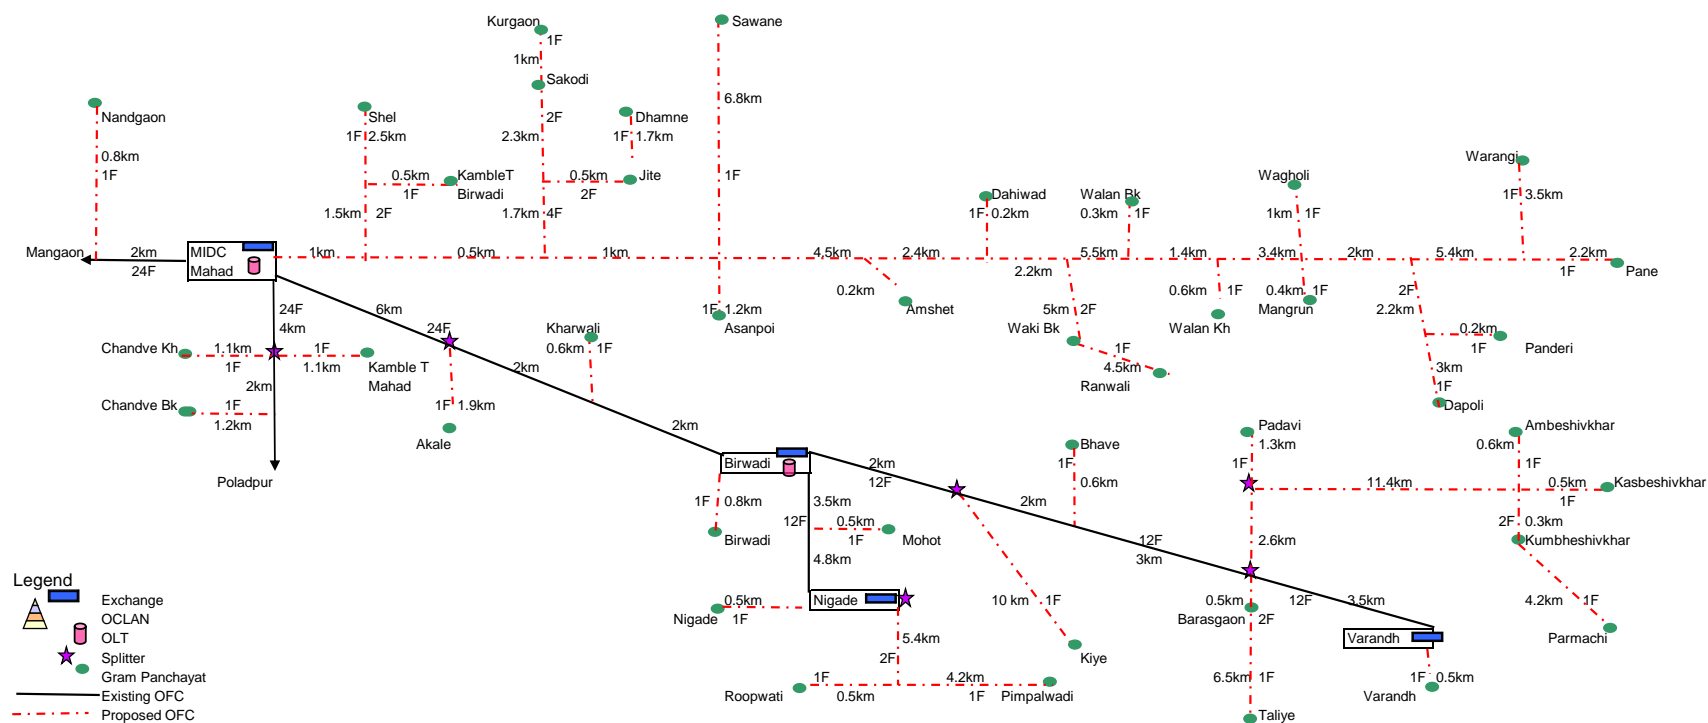 Kurgaon
1F
1km
Sakodi
2F
2.3km
Sawane
6.8km
1F
Nandgaon
0.8km
1F
Shel
1F 2.5km
0.5km
1F
KambleT
Birwadi
1.5km 2F
Dhamne
1F 1.7km
0.5km
2F
Jite
1.7km 4F
Warangi
1F 3.5km
Wagholi
1km 1F
Dahiwad
1F 0.2km
Walan Bk
0.3km 1F
Mangaon
2km
24F
MIDC
Mahad
1km
0.5km
1km
4.5km
2.4km
2.2km
5.5km
1.4km
3.4km
2km
5.4km
2.2km
1F
Pane
0.2km
Amshet
1F 1.2km
Asanpoi
5km 2F
Waki Bk
1F
4.5km
Ranwali
0.6km 1F
Walan Kh
0.4km 1F
Mangrun
2F
2.2km
0.2km
1F
Panderi
3km
1F
Dapoli
24F
4km
6km
24F
Chandve Kh
1.1km
1F
1F
1.1km
Kamble T
Mahad
2km
Chandve Bk
1F
1.2km
Poladpur
1F 1.9km
Akale
2km
Kharwali
0.6km 1F
2km
Birwadi
1F 0.8km
Birwadi
3.5km
12F
0.5km
1F
Mohot
4.8km
2km
12F
2km
Bhave
1F
0.6km
12F
3km
Padavi
1.3km
1F
11.4km
2.6km
Ambeshivkhar
0.6km
1F
0.5km
1F
Kasbeshivkhar
2F 0.3km
Kumbheshivkhar
4.2km 1F
Parmachi
Nigade
0.5km
1F
Nigade
5.4km
2F
1F
0.5km
Roopwati
4.2km
1F
Pimpalwadi
10 km 1F
Kiye
0.5km
Barasgaon
2F
12F
3.5km
6.5km 1F
Taliye
Varandh
1F 0.5km
Varandh
Legend
Exchange
OCLAN
OLT
Splitter
Gram Panchayat
Existing OFC
Proposed OFC